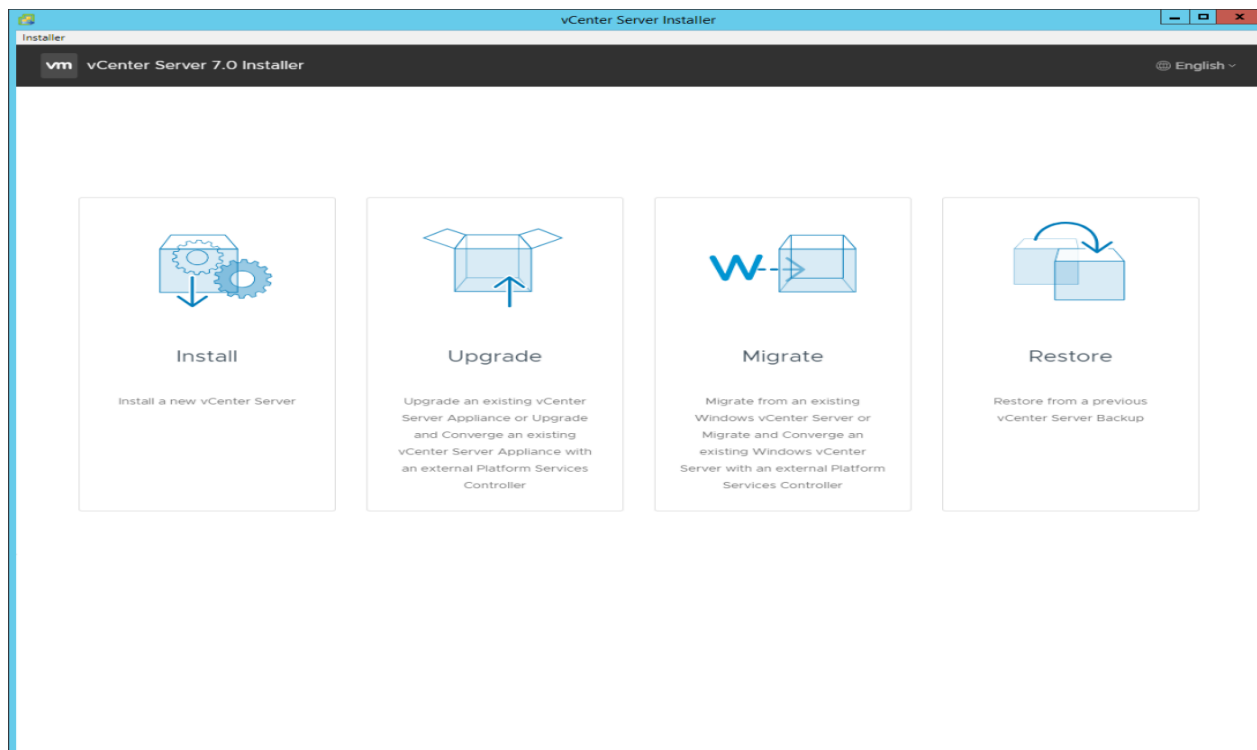 vCenter Server Installer
Installer
vm vCenter Server 7.0 Installer
English
Install
Install a new vCenter Server
Upgrade
Upgrade an existing vCenter
Server Appliance or Upgrade
and Converge an existing
vCenter Server Appliance with
an external Platform Services
Controller
Migrate
Migrate from an existing
Windows vCenter Server or
Migrate and Converge an
existing Windows vCenter
Server with an external Platform
Services Controller
Restore
Restore from a previous
vCenter Server Backup